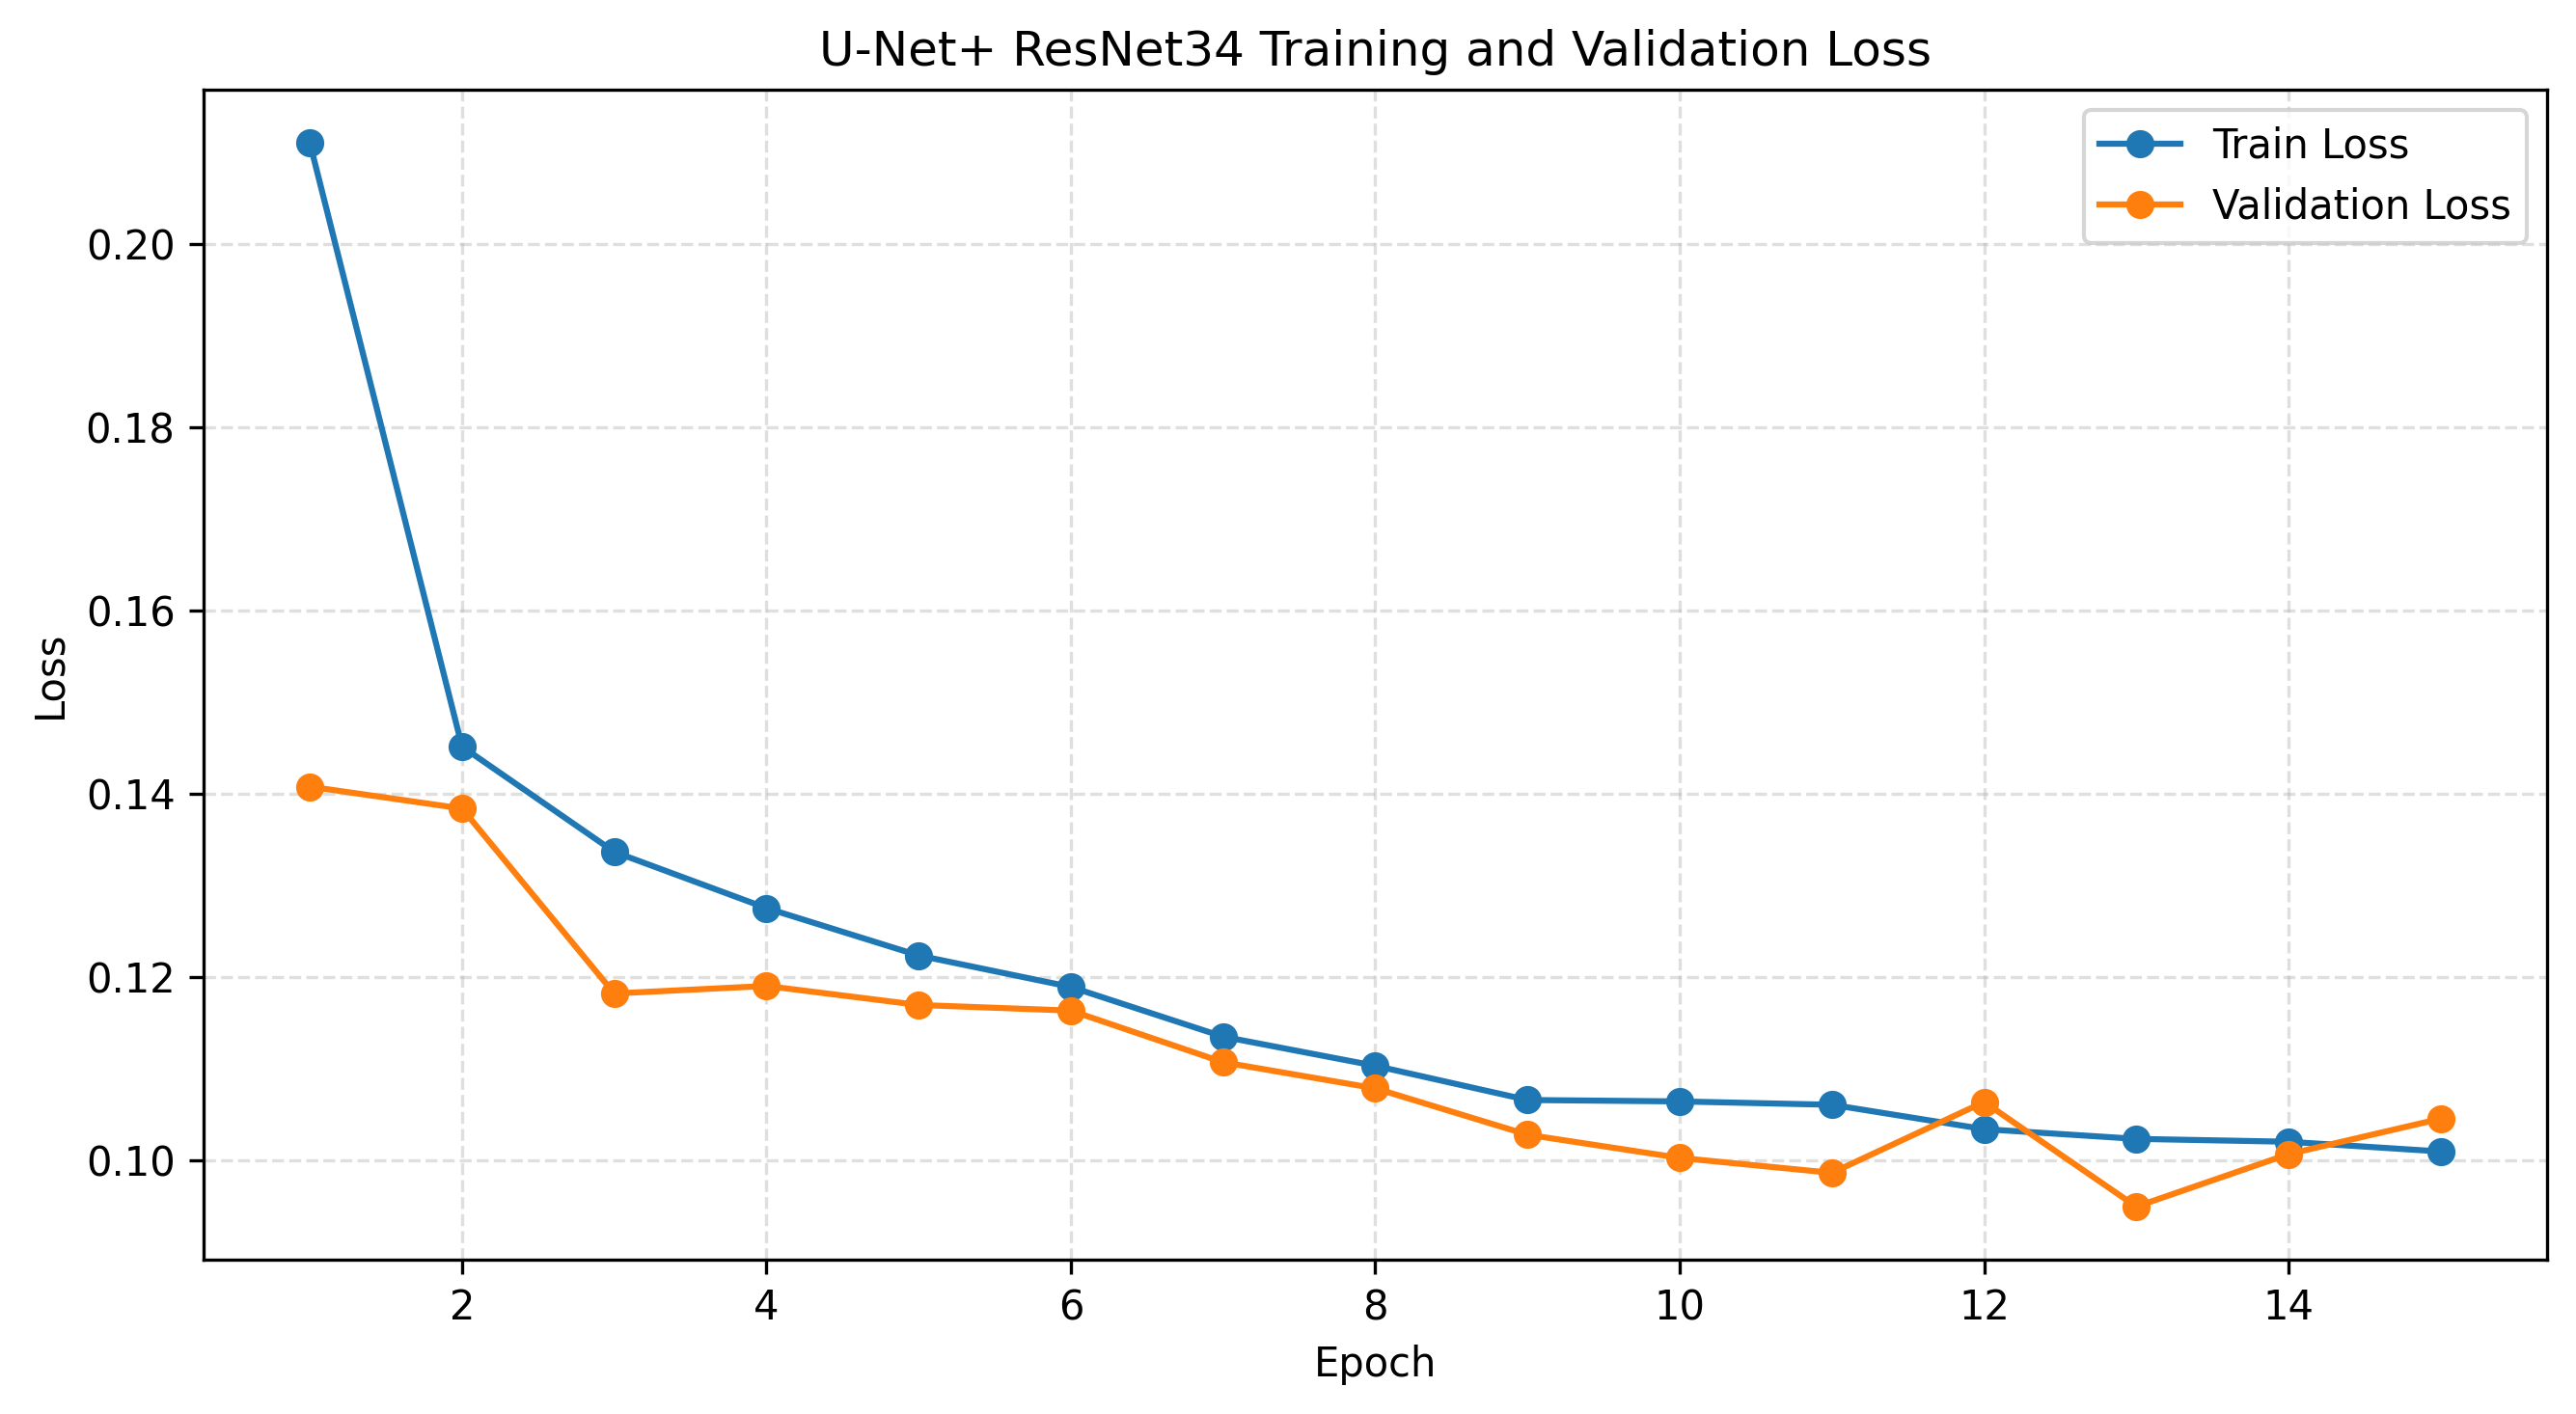 U-Net+ ResNet34 Training and Validation Loss
Train Loss
Validation Loss
Loss
0.20
0.18
0.16
0.14
0.12
0.10
2 4 6 8 10 12 14
Epoch